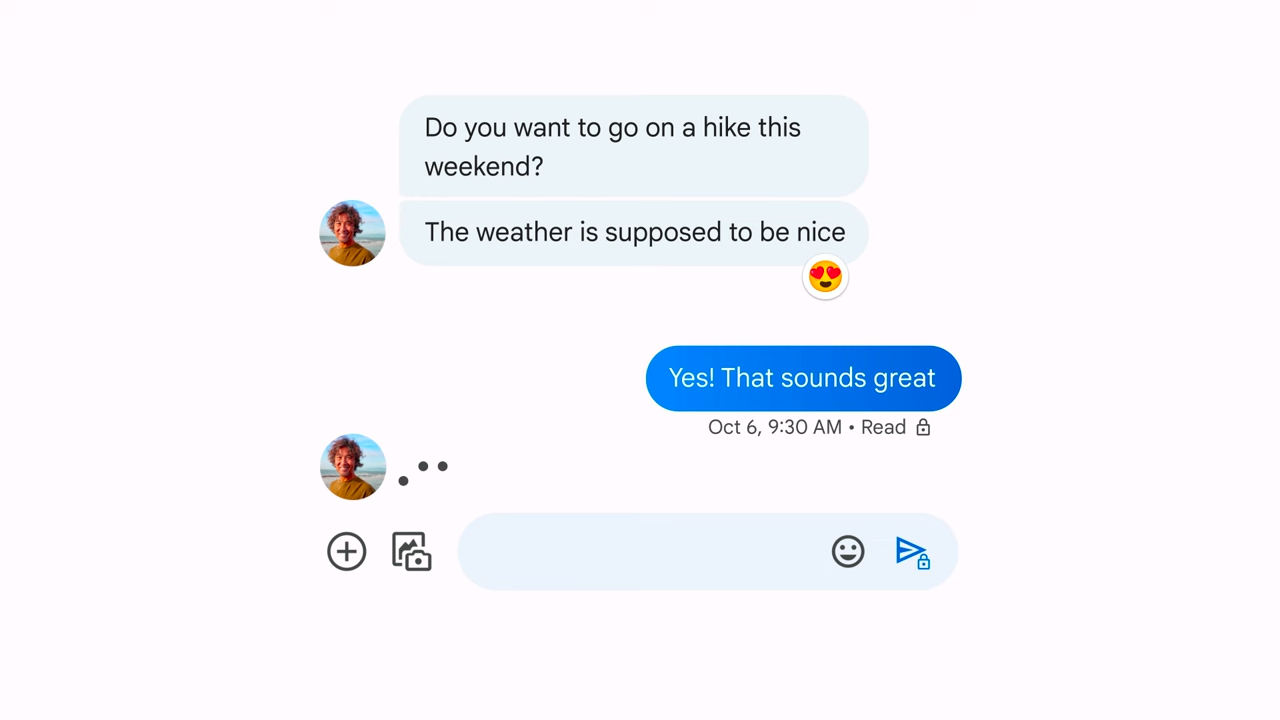 Do you want to go on a hike this
weekend?
The weather is supposed to be nice
Yes! That sounds great
Oct 6, 9:30 AM • Read